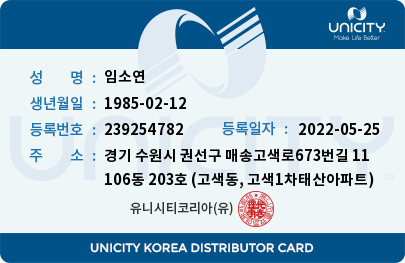 UNICITY
Make Life Better
성 명 : 임소연
생년월일 : 1985-02-12
등록번호 : 239254782 등록일자 : 2022-05-25
주 소 : 경기 수원시 권선구 매송고색로673번길 11
106동 203호 (고색동, 고색1차태산아파트)
유니시티코리아(유)
UNICITY
UNICITY KOREA DISTRIBUTOR CARD